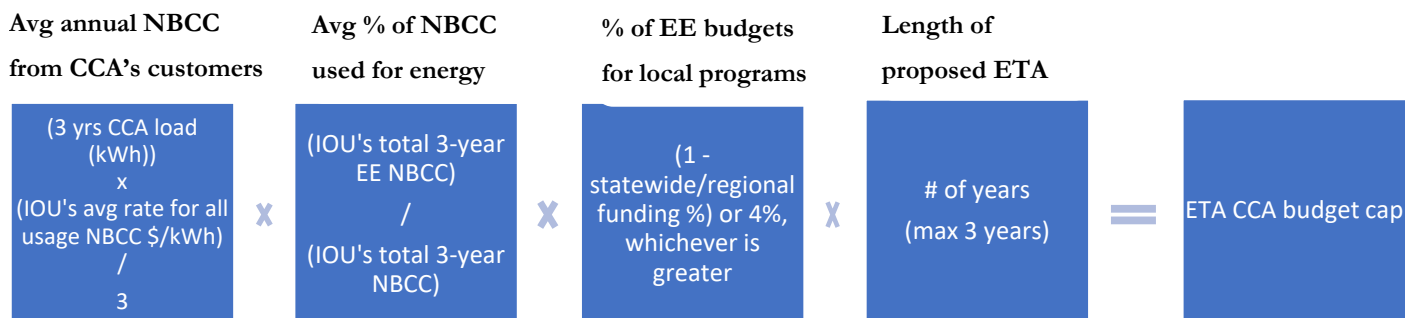 Avg annual NBCC
from CCA's customers
Avg % of NBCC
used for energy
% of EE budgets
for local programs
Length of
proposed ETA
(3 yrs CCA load
(kWh))
x
(IOU's avg rate for all
usage NBCC $/kWh)
/
3
(IOU's total 3-year
EE NBCC)
/
(IOU's total 3-year
NBCC)
(1 -
statewide/regional
funding %) or 4%,
whichever is
greater
# of years
(max 3 years)
ETA CCA budget cap